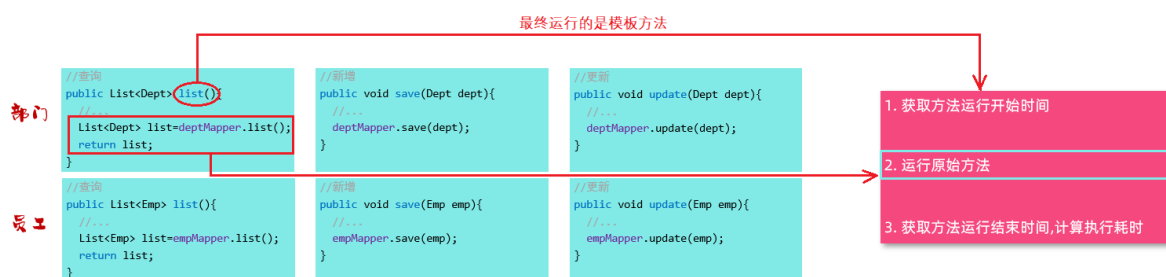 最终运行的是模板方法
部门
//查询
public List<Dept> list(){
//...
List<Dept> list=deptMapper.list();
return list;
}
//新增
public void save(Dept dept){
//...
deptMapper.save(dept);
}
//更新
public void update(Dept dept){
//...
deptMapper.update(dept);
}
员工
//查询
public List<Emp> list(){
//...
List<Emp> list=empMapper.list();
return list;
}
//新增
public void save(Emp emp){
//...
empMapper.save(emp);
}
//更新
public void update(Emp emp){
//...
empMapper.update(emp);
}
1. 获取方法运行开始时间
2. 运行原始方法
3. 获取方法运行结束时间,计算执行耗时